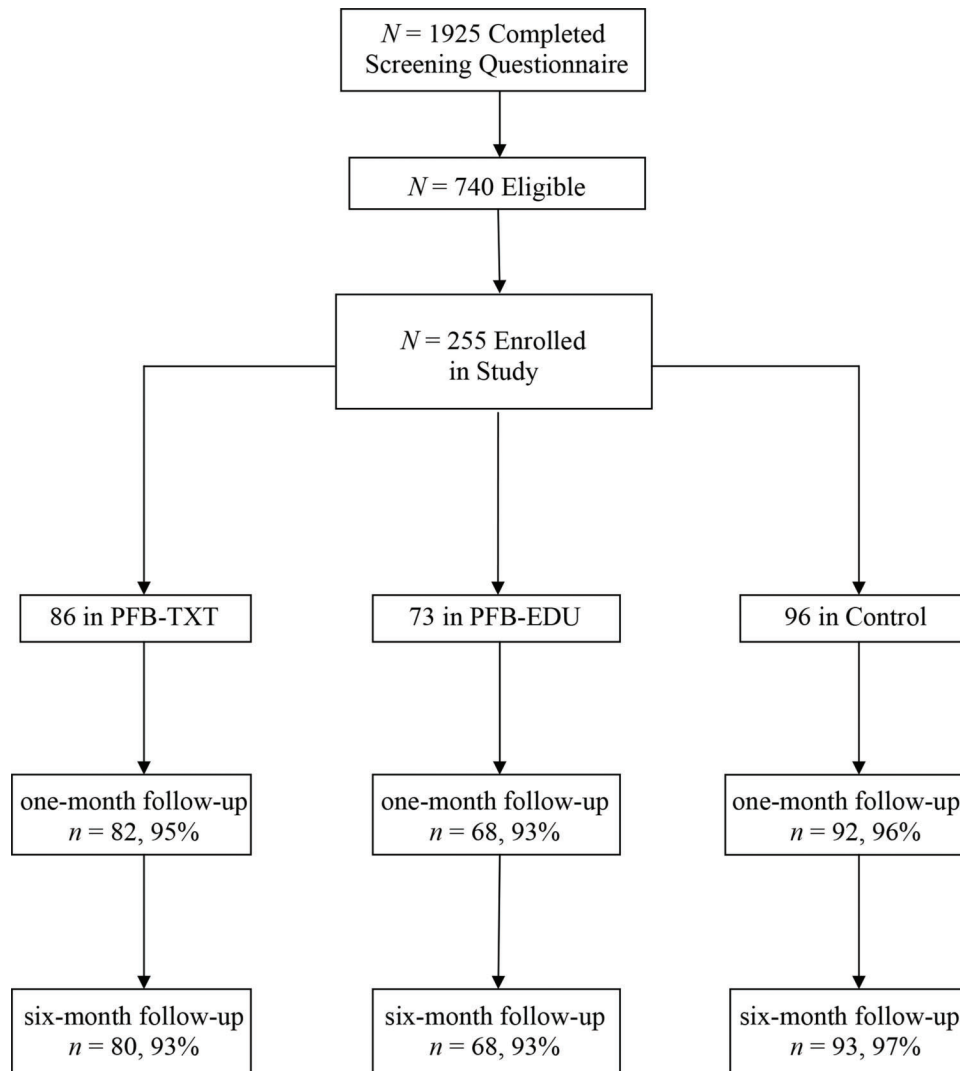 N = 1925 Completed
Screening Questionnaire
N = 740 Eligible
N = 255 Enrolled
in Study
86 in PFB-TXT
73 in PFB-EDU
96 in Control
one-month follow-up
n = 82, 95%
one-month follow-up
n = 68, 93%
one-month follow-up
n = 92, 96%
six-month follow-up
n = 80, 93%
six-month follow-up
n = 68, 93%
six-month follow-up
n = 93, 97%